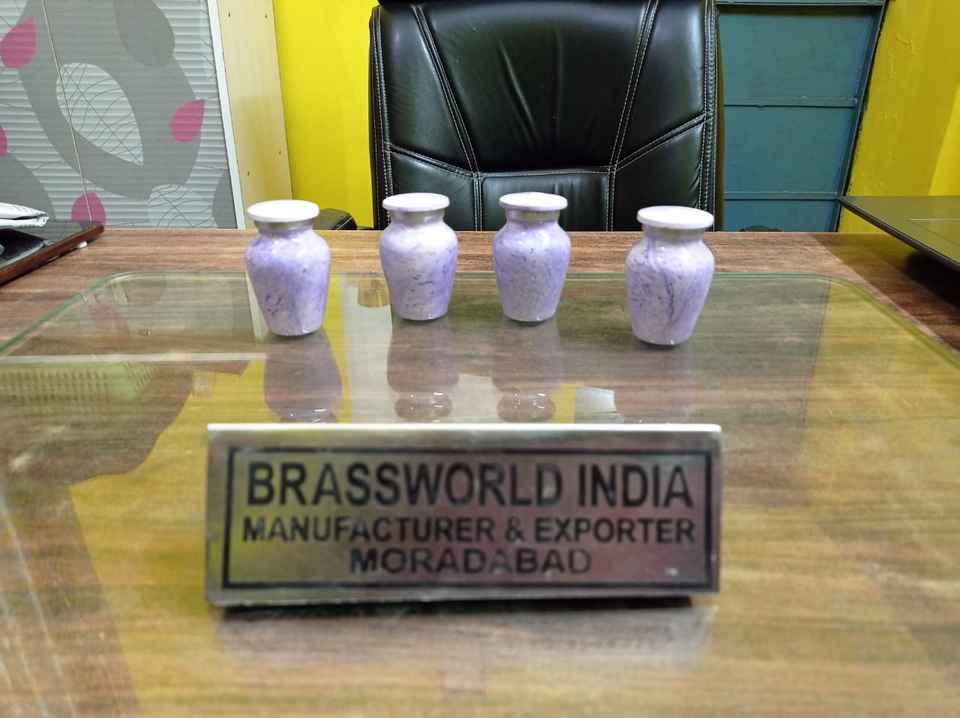 BRASSWORLD INDIA
MANUFACTURER & EXPORTER
MORADABAD